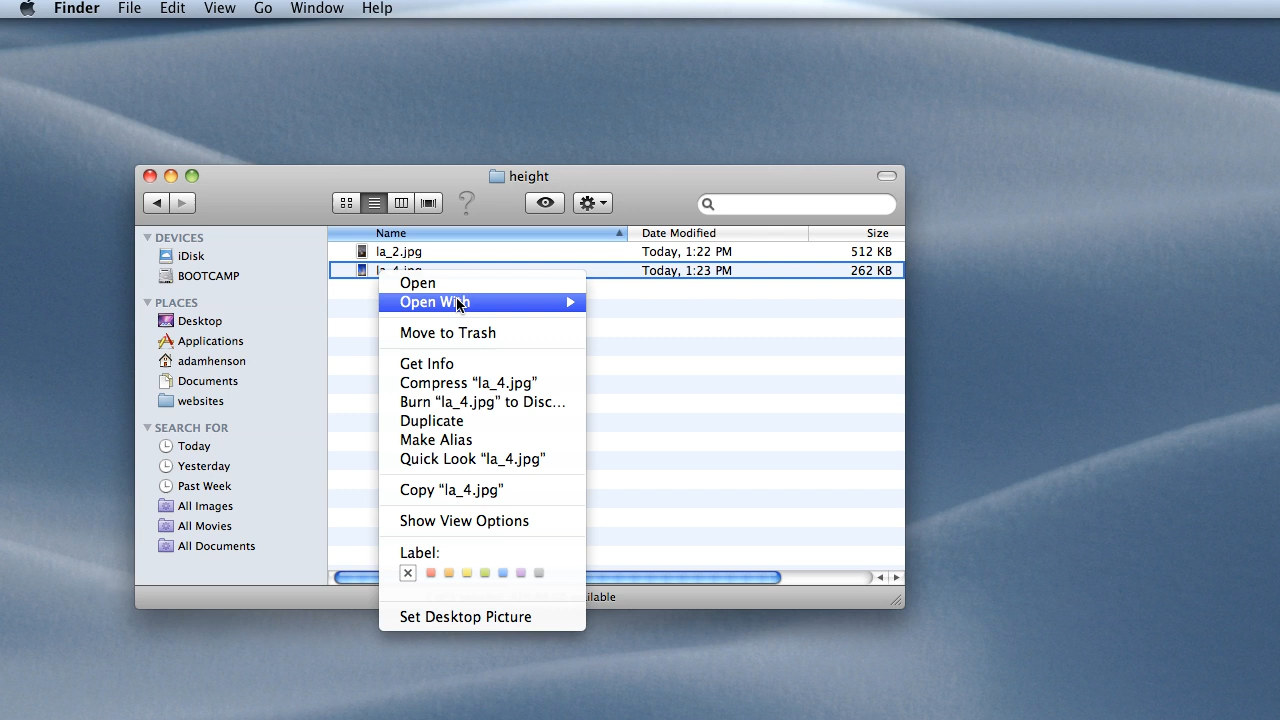 Finder File Edit View Go Window Help
height
Name Date Modified Size
DEVICES
iDisk
BOOTCAMP
PLACES
Desktop
Applications
adamhenson
Documents
websites
SEARCH FOR
Today
Yesterday
Past Week
All Images
All Movies
All Documents
la_2.jpg Today, 1:22 PM 512 KB
la_4.jpg Today, 1:23 PM 262 KB
Open
Open With
Move to Trash
Get Info
Compress “la_4.jpg”
Burn “la_4.jpg” to Disc…
Duplicate
Make Alias
Quick Look “la_4.jpg”
Copy “la_4.jpg”
Show View Options
Label:
Set Desktop Picture